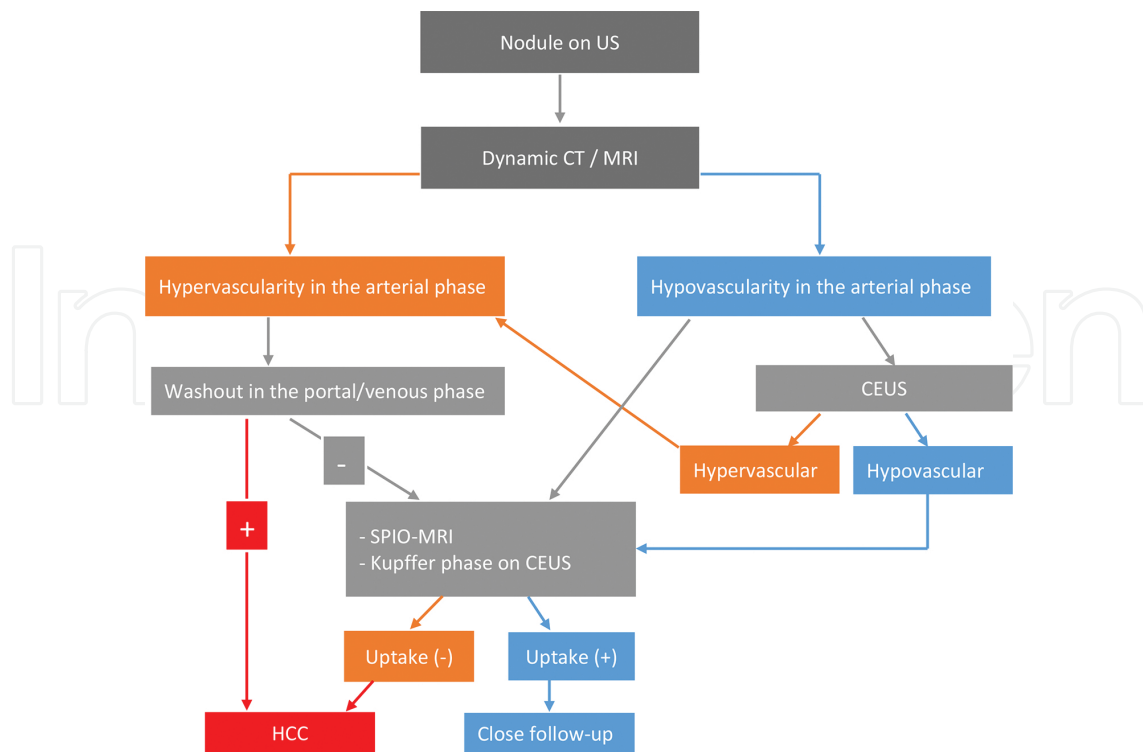 Nodule on US
Dynamic CT / MRI
Hypervascularity in the arterial phase
Hypovascularity in the arterial phase
Washout in the portal/venous phase
CEUS
-
Hypervascular
Hypovascular
+
- SPIO-MRI
- Kupffer phase on CEUS
Uptake (-)
Uptake (+)
HCC
Close follow-up